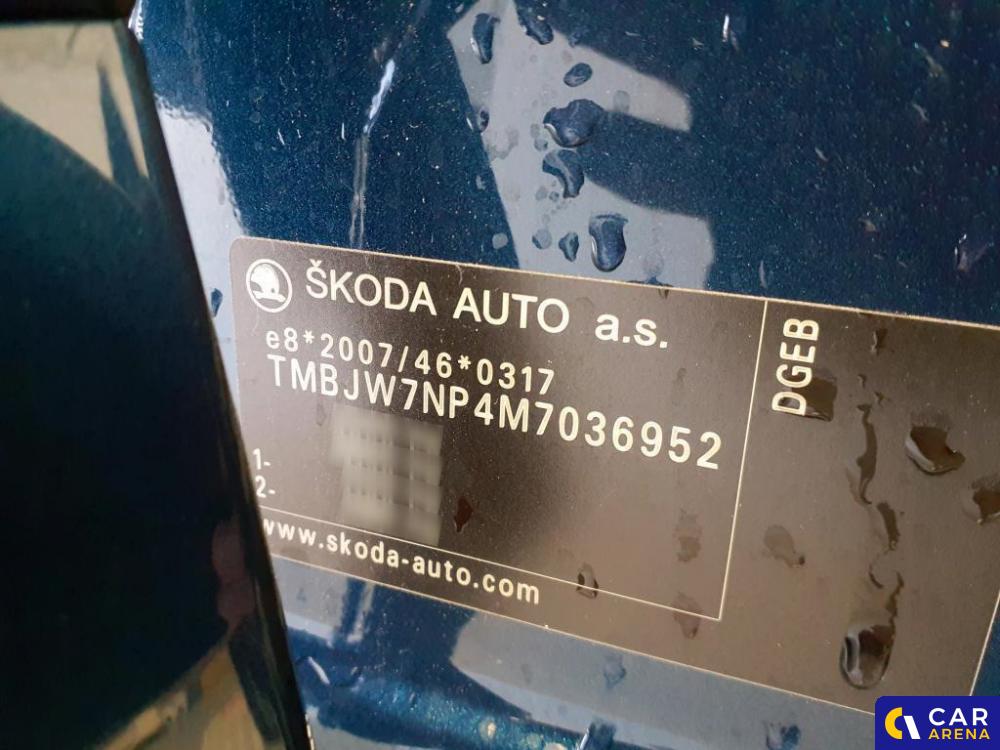 ŠKODA AUTO a.s.
e8*2007/46*0317
TMBJW7NP4M7036952
1-
2-
www.skoda-auto.com
DGEB
CAR
ARENA